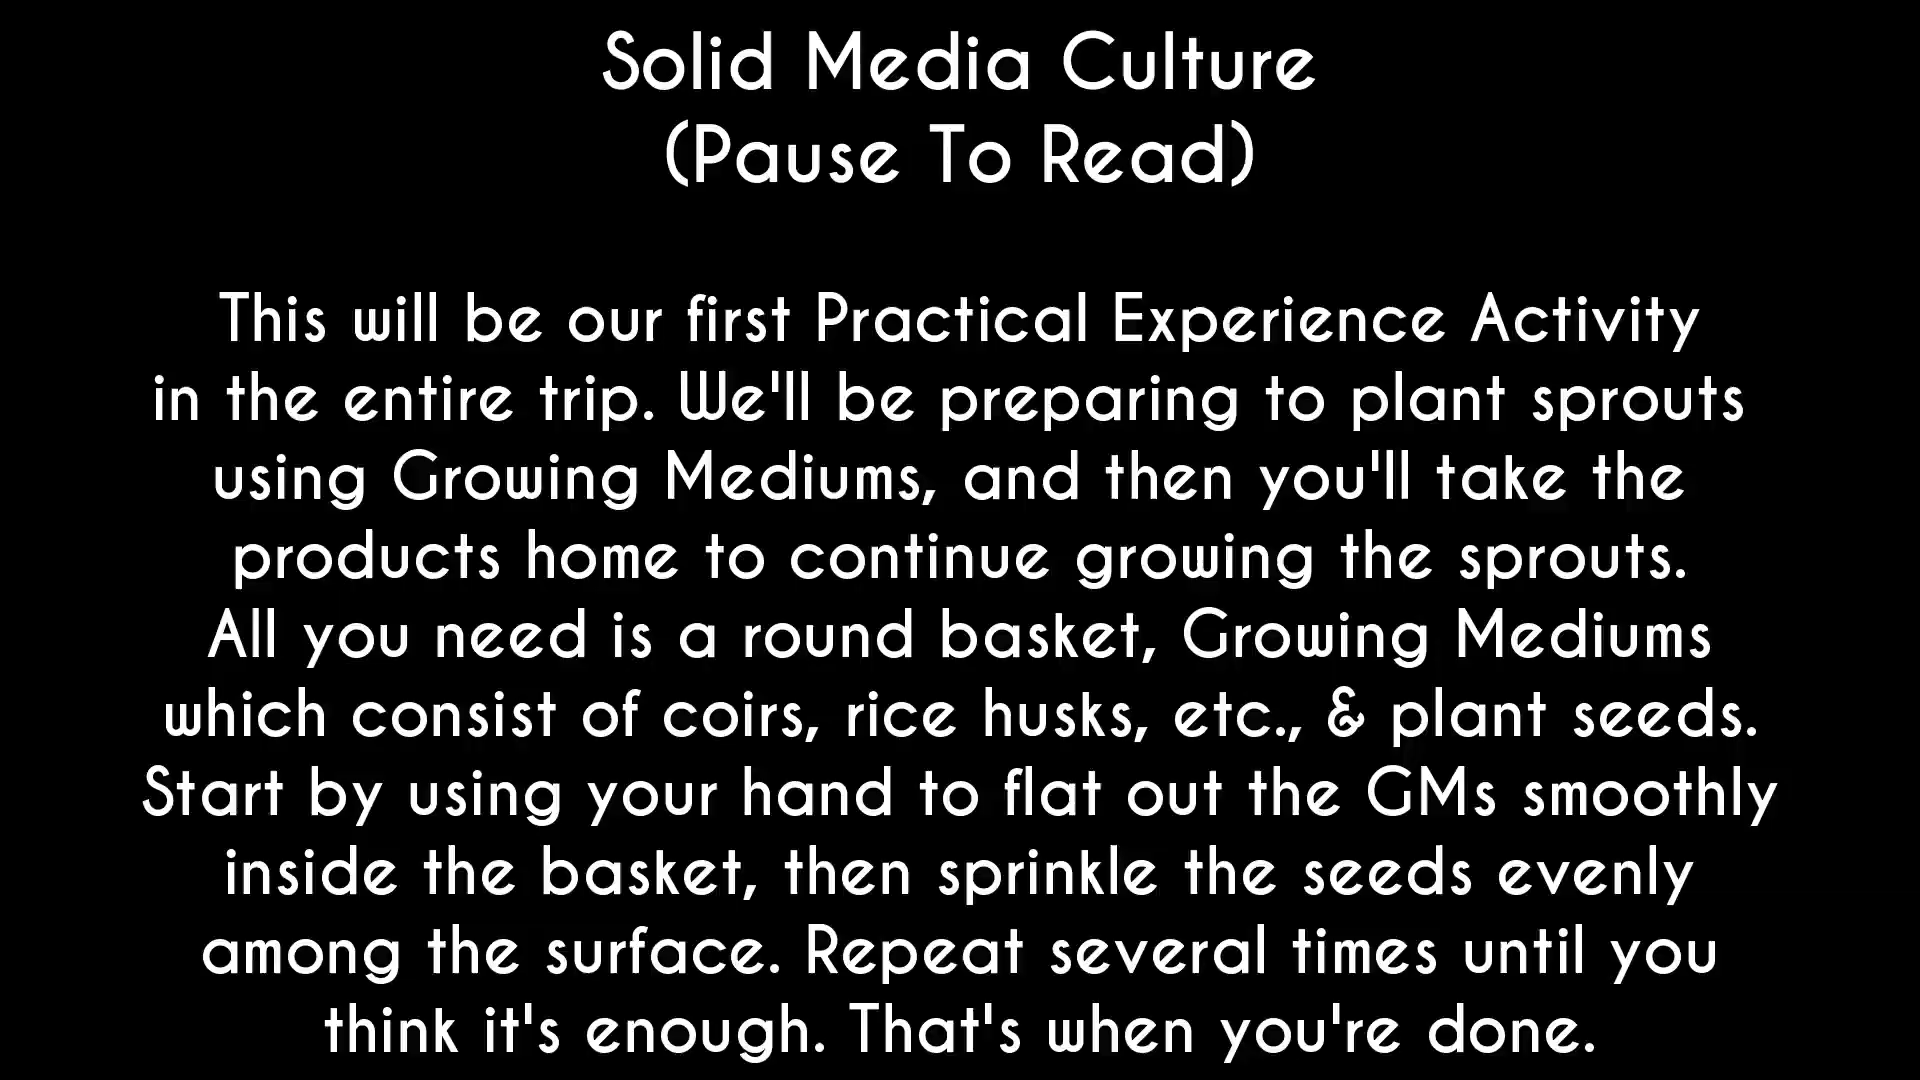 Solid Media Culture
(Pause To Read)
This will be our first Practical Experience Activity
in the entire trip. We'll be preparing to plant sprouts
using Growing Mediums, and then you'll take the
products home to continue growing the sprouts.
All you need is a round basket, Growing Mediums
which consist of coirs, rice husks, etc., & plant seeds.
Start by using your hand to flat out the GMs smoothly
inside the basket, then sprinkle the seeds evenly
among the surface. Repeat several times until you
think it's enough. That's when you're done.